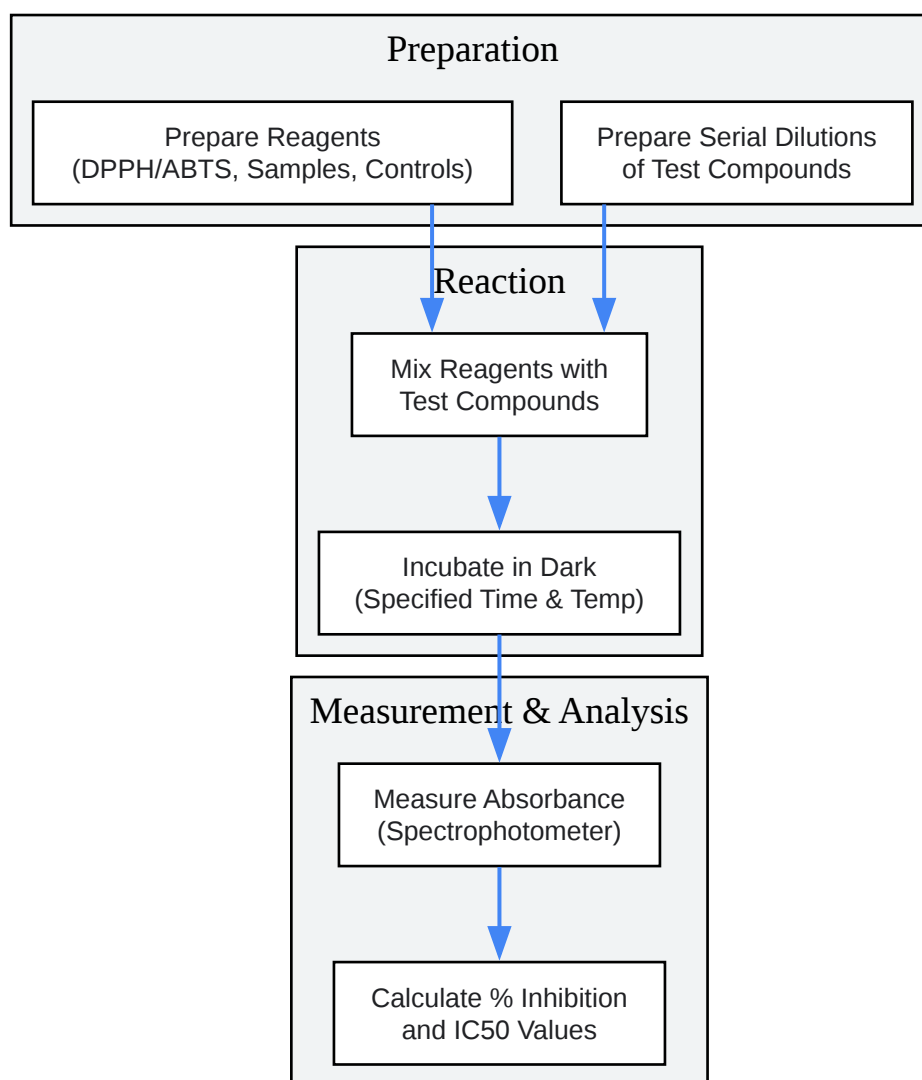 Preparation
Prepare Reagents
(DPPH/ABTS, Samples, Controls)
Prepare Serial Dilutions
of Test Compounds
Reaction
Mix Reagents with
Test Compounds
Incubate in Dark
(Specified Time & Temp)
Measurement & Analysis
Measure Absorbance
(Spectrophotometer)
Calculate % Inhibition
and IC50 Values